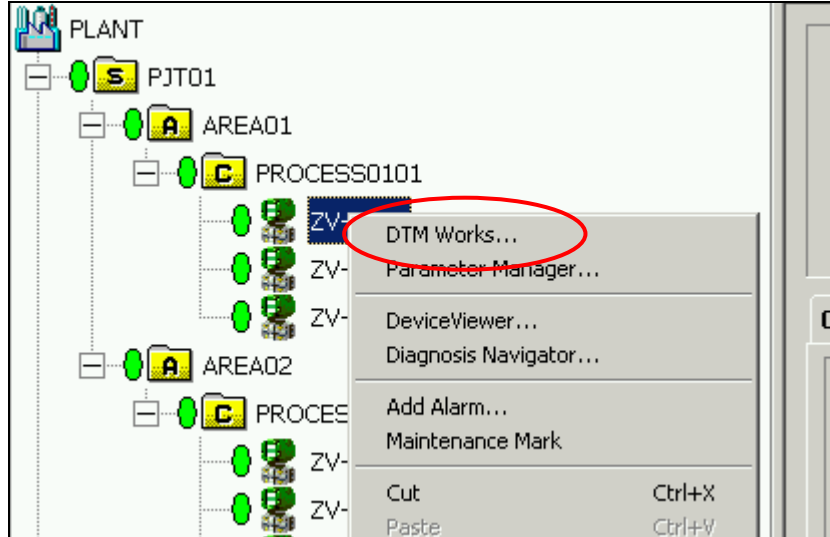 PLANT
S PJT01
A AREA01
C PROCESS0101
ZV-
DTM Works...
ZV-
Parameter Manager...
ZV-
DeviceViewer...
Diagnosis Navigator...
A AREA02
C PROCES
Add Alarm...
Maintenance Mark
ZV-
Cut Ctrl+X
ZV-
Paste Ctrl+V